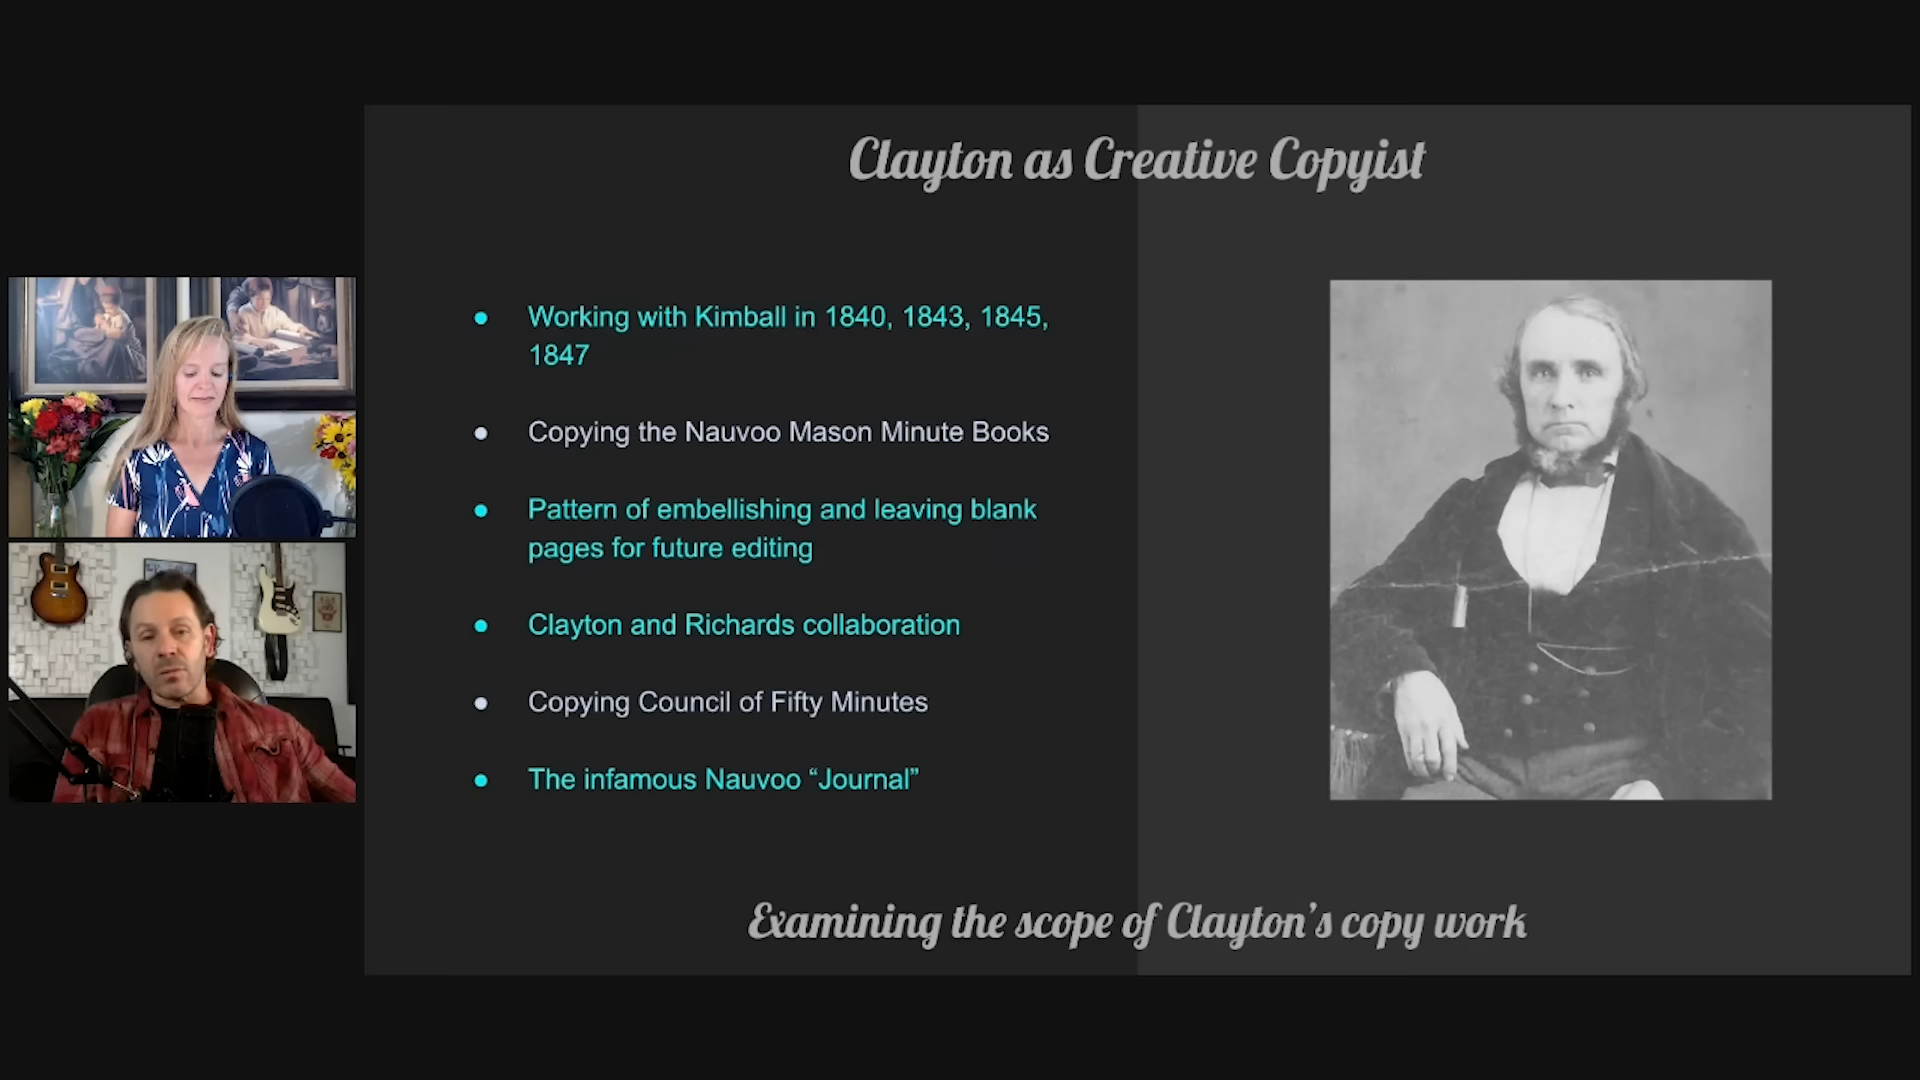 Clayton as Creative Copyist
● Working with Kimball in 1840, 1843, 1845,
1847
● Copying the Nauvoo Mason Minute Books
● Pattern of embellishing and leaving blank
pages for future editing
● Clayton and Richards collaboration
● Copying Council of Fifty Minutes
● The infamous Nauvoo “Journal”
Examining the scope of Clayton’s copy work